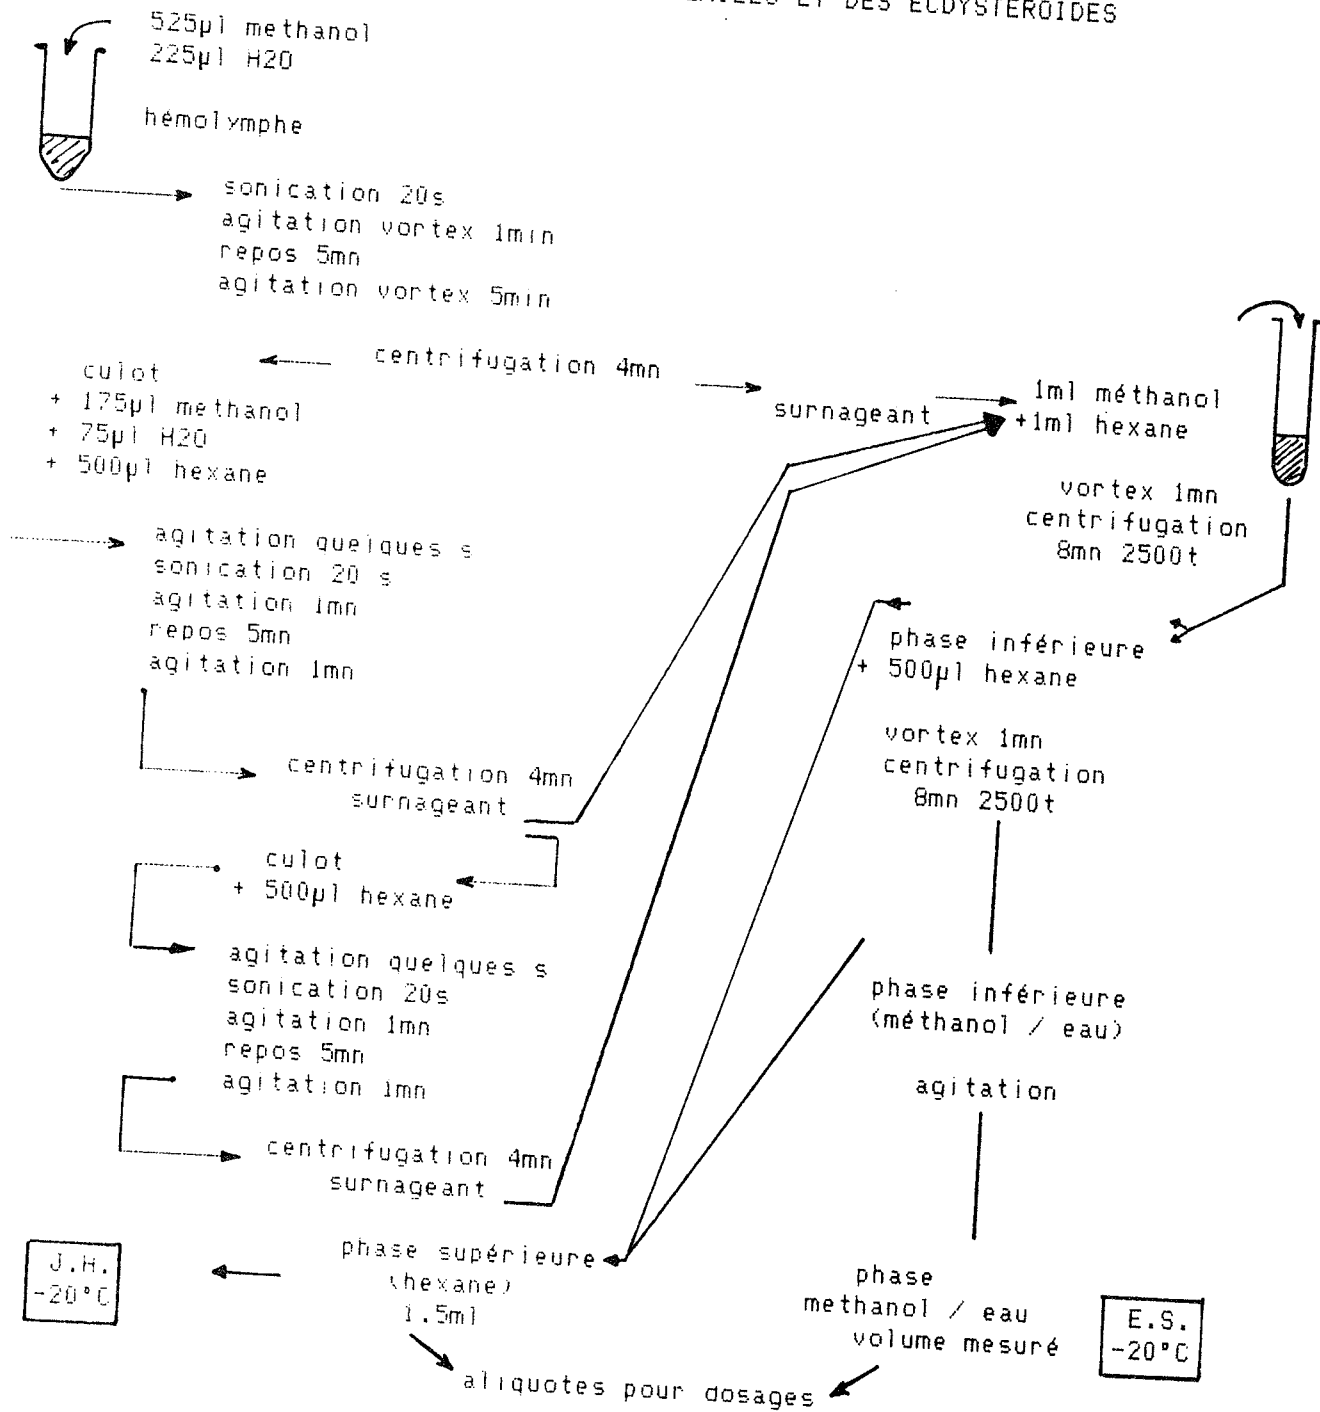 ET DES ECDYSTEROIDES
525µl methanol
225µl H2O
hémolymphe
sonication 20s
agitation vortex 1min
repos 5mn
agitation vortex 5min
centrifugation 4mn
culot
+ 175µl methanol
+ 75µl H2O
+ 500µl hexane
surnageant
1ml méthanol
+1ml hexane
vortex 1mn
centrifugation
8mn 2500t
agitation quelques s
sonication 20 s
agitation 1mn
repos 5mn
agitation 1mn
phase inférieure
+ 500µl hexane
vortex 1mn
centrifugation
8mn 2500t
centrifugation 4mn
surnageant
culot
+ 500µl hexane
agitation quelques s
sonication 20s
agitation 1mn
repos 5mn
agitation 1mn
phase inférieure
(méthanol / eau)
agitation
centrifugation 4mn
surnageant
J.H.
-20°C
phase supérieure
(hexane)
1.5ml
phase
methanol / eau
volume mesuré
E.S.
-20°C
aliquotes pour dosages